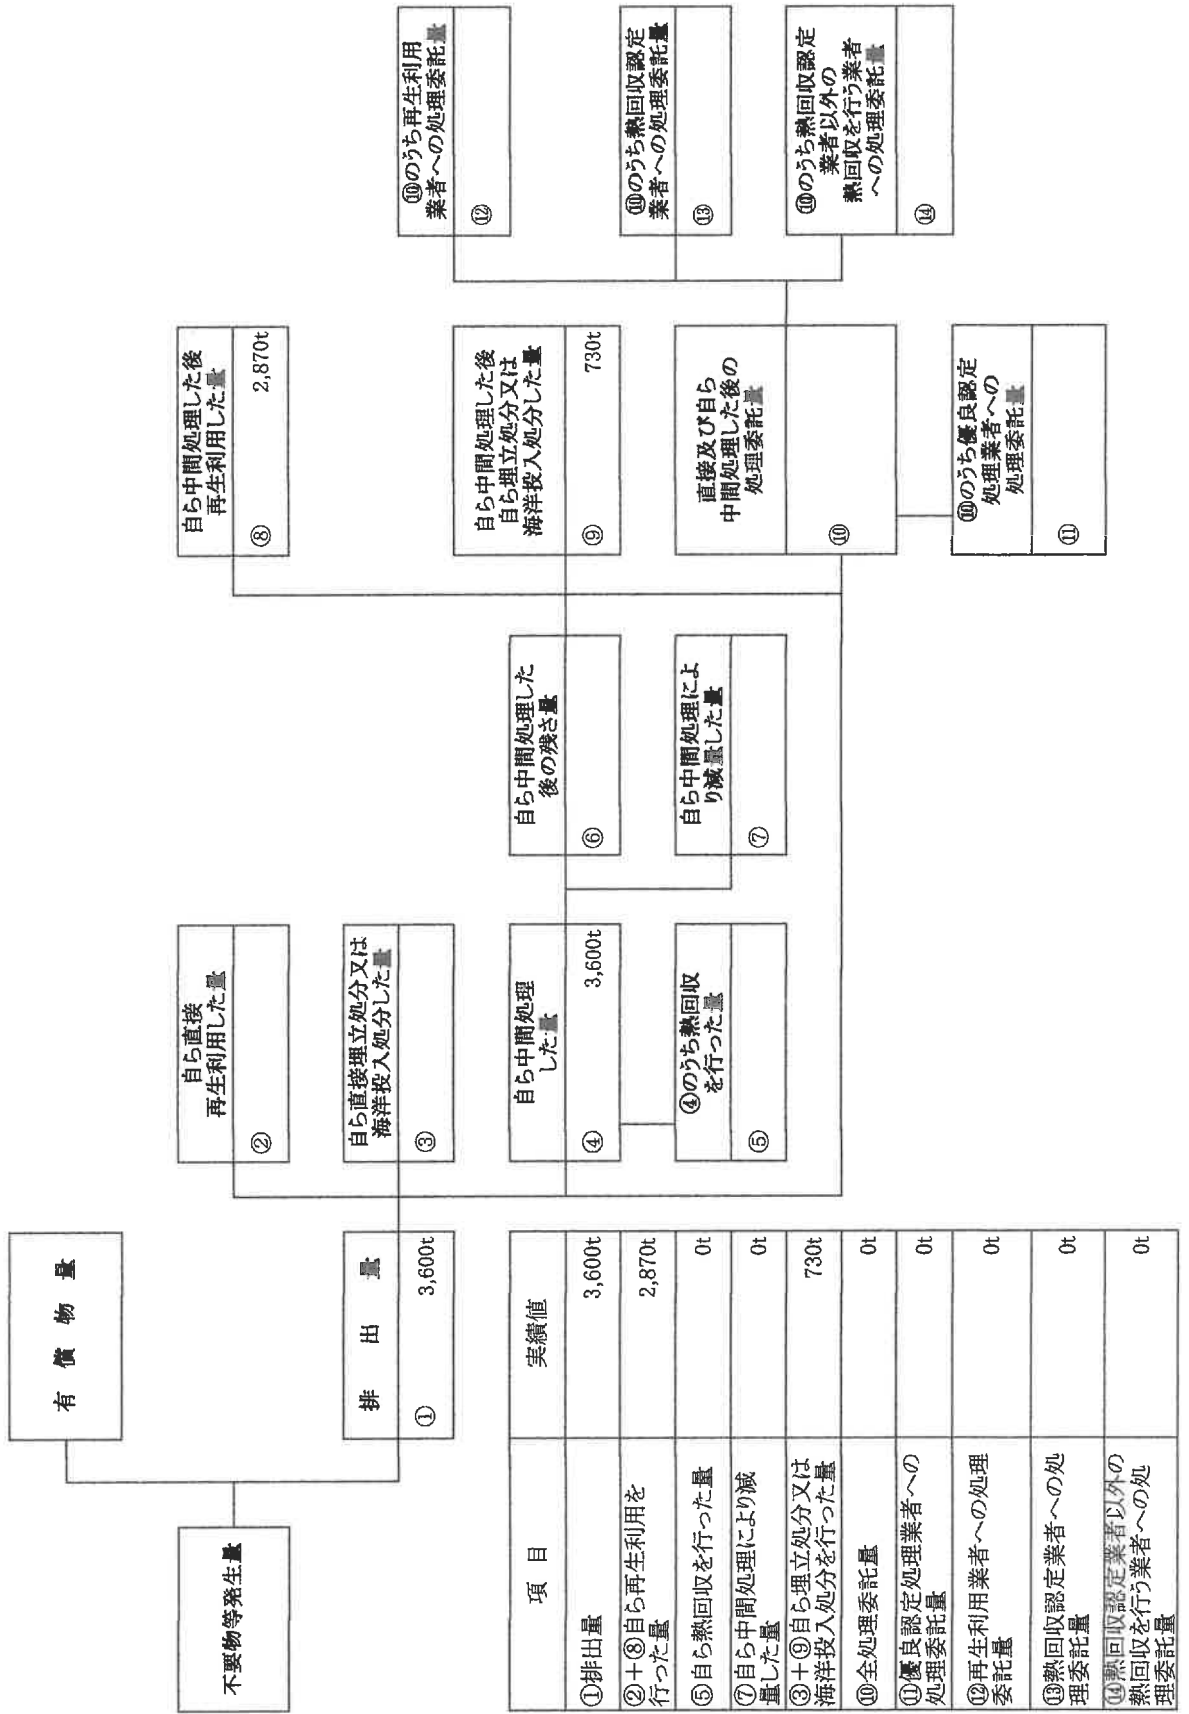 不要物等発生量
有 償 物 量
排 出 量
① 3,600t
自ら直接
再生利用した量
②
自ら直接埋立処分又は
海洋投入処分した量
③
自ら中間処理
した量
④ 3,600t
④のうち熱回収
を行った量
⑤
自ら中間処理した
後の残さ量
⑥
自ら中間処理によ
り減量した量
⑦
自ら中間処理した後
再生利用した量
⑧ 2,870t
自ら中間処理した後
自ら埋立処分又は
海洋投入処分した量
⑨ 730t
直接及び自ら
中間処理した後の
処理委託量
⑩
⑩のうち優良認定
処理業者への
処理委託量
⑪
⑩のうち再生利用
業者への処理委託量
⑫
⑩のうち熱回収認定
業者への処理委託量
⑬
⑩のうち熱回収認定
業者以外の
熱回収を行う業者
への処理委託量
⑭
項 目 実績値
①排出量 3,600t
②+⑧自ら再生利用を
行った量 2,870t
⑤自ら熱回収を行った量 0t
⑦自ら中間処理により減
量した量 0t
③+⑨自ら埋立処分又は
海洋投入処分を行った量 730t
⑩全処理委託量 0t
⑪優良認定処理業者への
処理委託量 0t
⑫再生利用業者への処理
委託量 0t
⑬熱回収認定業者への処
理委託量 0t
⑭熱回収認定業者以外の
熱回収を行う業者への処
理委託量 0t